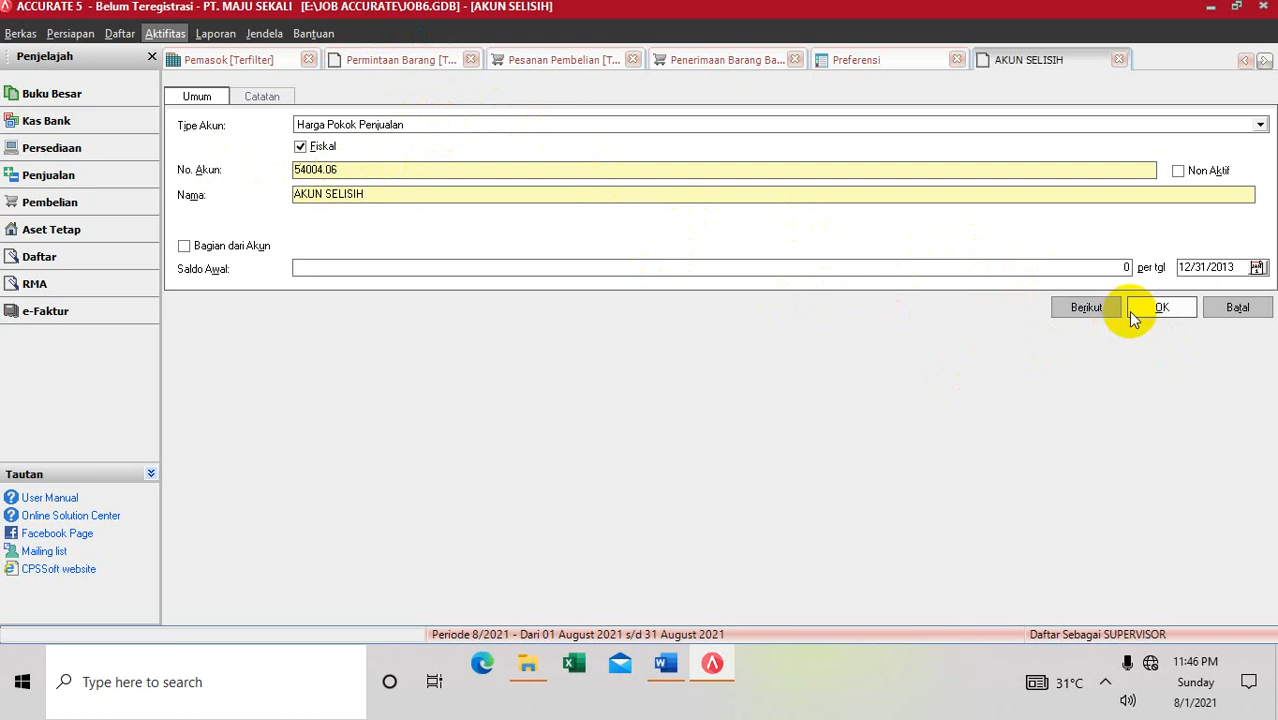 ACCURATE 5 - Belum Teregistrasi - PT. MAJU SEKALI [E:\JOB ACCURATE\JOB6.GDB] - [AKUN SELISIH]
Berkas Persiapan Daftar Aktifitas Laporan Jendela Bantuan
Penjelajah
Pemasok [Terfilter] Permintaan Barang [T... Pesanan Pembelian [T... Penerimaan Barang Ba... Preferensi AKUN SELISIH
Buku Besar
Kas Bank
Persediaan
Penjualan
Pembelian
Aset Tetap
Daftar
RMA
e-Faktur
Umum Catatan
Tipe Akun: Harga Pokok Penjualan
Fiskal
No. Akun: 54004.06 Non Aktif
Nama: AKUN SELISIH
Bagian dari Akun
Saldo Awal: 0 per tgl 12/31/2013
Berikut OK Batal
Tautan
User Manual
Online Solution Center
Facebook Page
Mailing list
CPSSoft website
Periode 8/2021 - Dari 01 August 2021 s/d 31 August 2021 Daftar Sebagai SUPERVISOR
Type here to search
31°C
11:46 PM
Sunday
8/1/2021